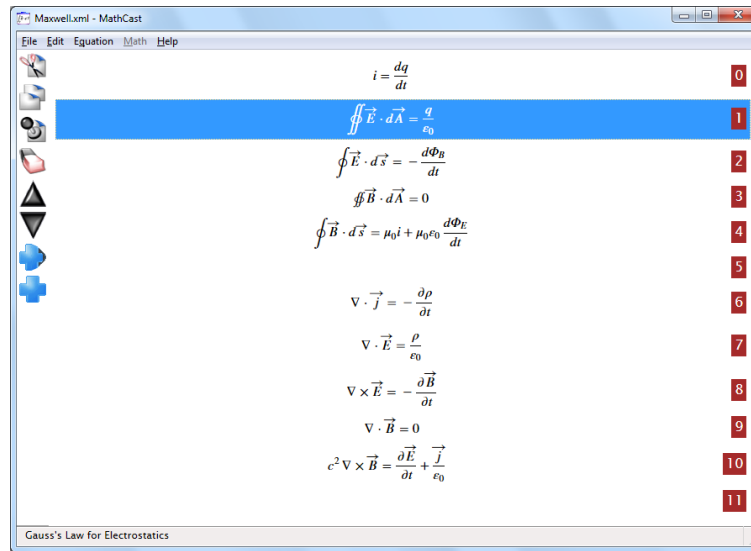 Maxwell.xml - MathCast
File Edit Equation Math Help
i = dq/dt 0
∯ E⃗ · dA⃗ = q/ε₀ 1
∮ E⃗ · ds⃗ = − dΦ_B/dt 2
∯ B⃗ · dA⃗ = 0 3
∮ B⃗ · ds⃗ = μ₀i + μ₀ε₀ dΦ_E/dt 4
5
∇ · j⃗ = − ∂ρ/∂t 6
∇ · E⃗ = ρ/ε₀ 7
∇ × E⃗ = − ∂B⃗/∂t 8
∇ · B⃗ = 0 9
c² ∇ × B⃗ = ∂E⃗/∂t + j⃗/ε₀ 10
11
Gauss's Law for Electrostatics